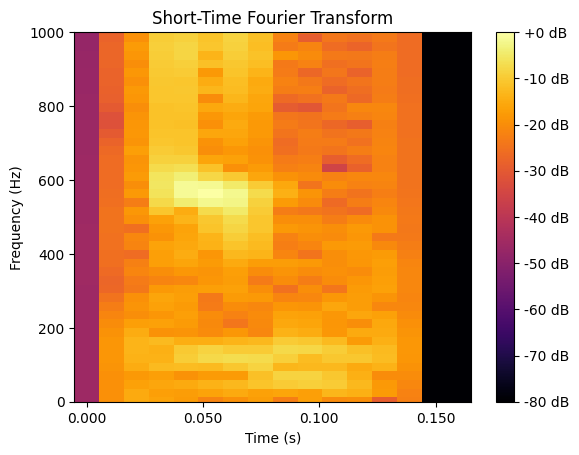 Short-Time Fourier Transform
1000
800
600
400
200
0
Frequency (Hz)
0.000
0.050
0.100
0.150
Time (s)
+0 dB
-10 dB
-20 dB
-30 dB
-40 dB
-50 dB
-60 dB
-70 dB
-80 dB